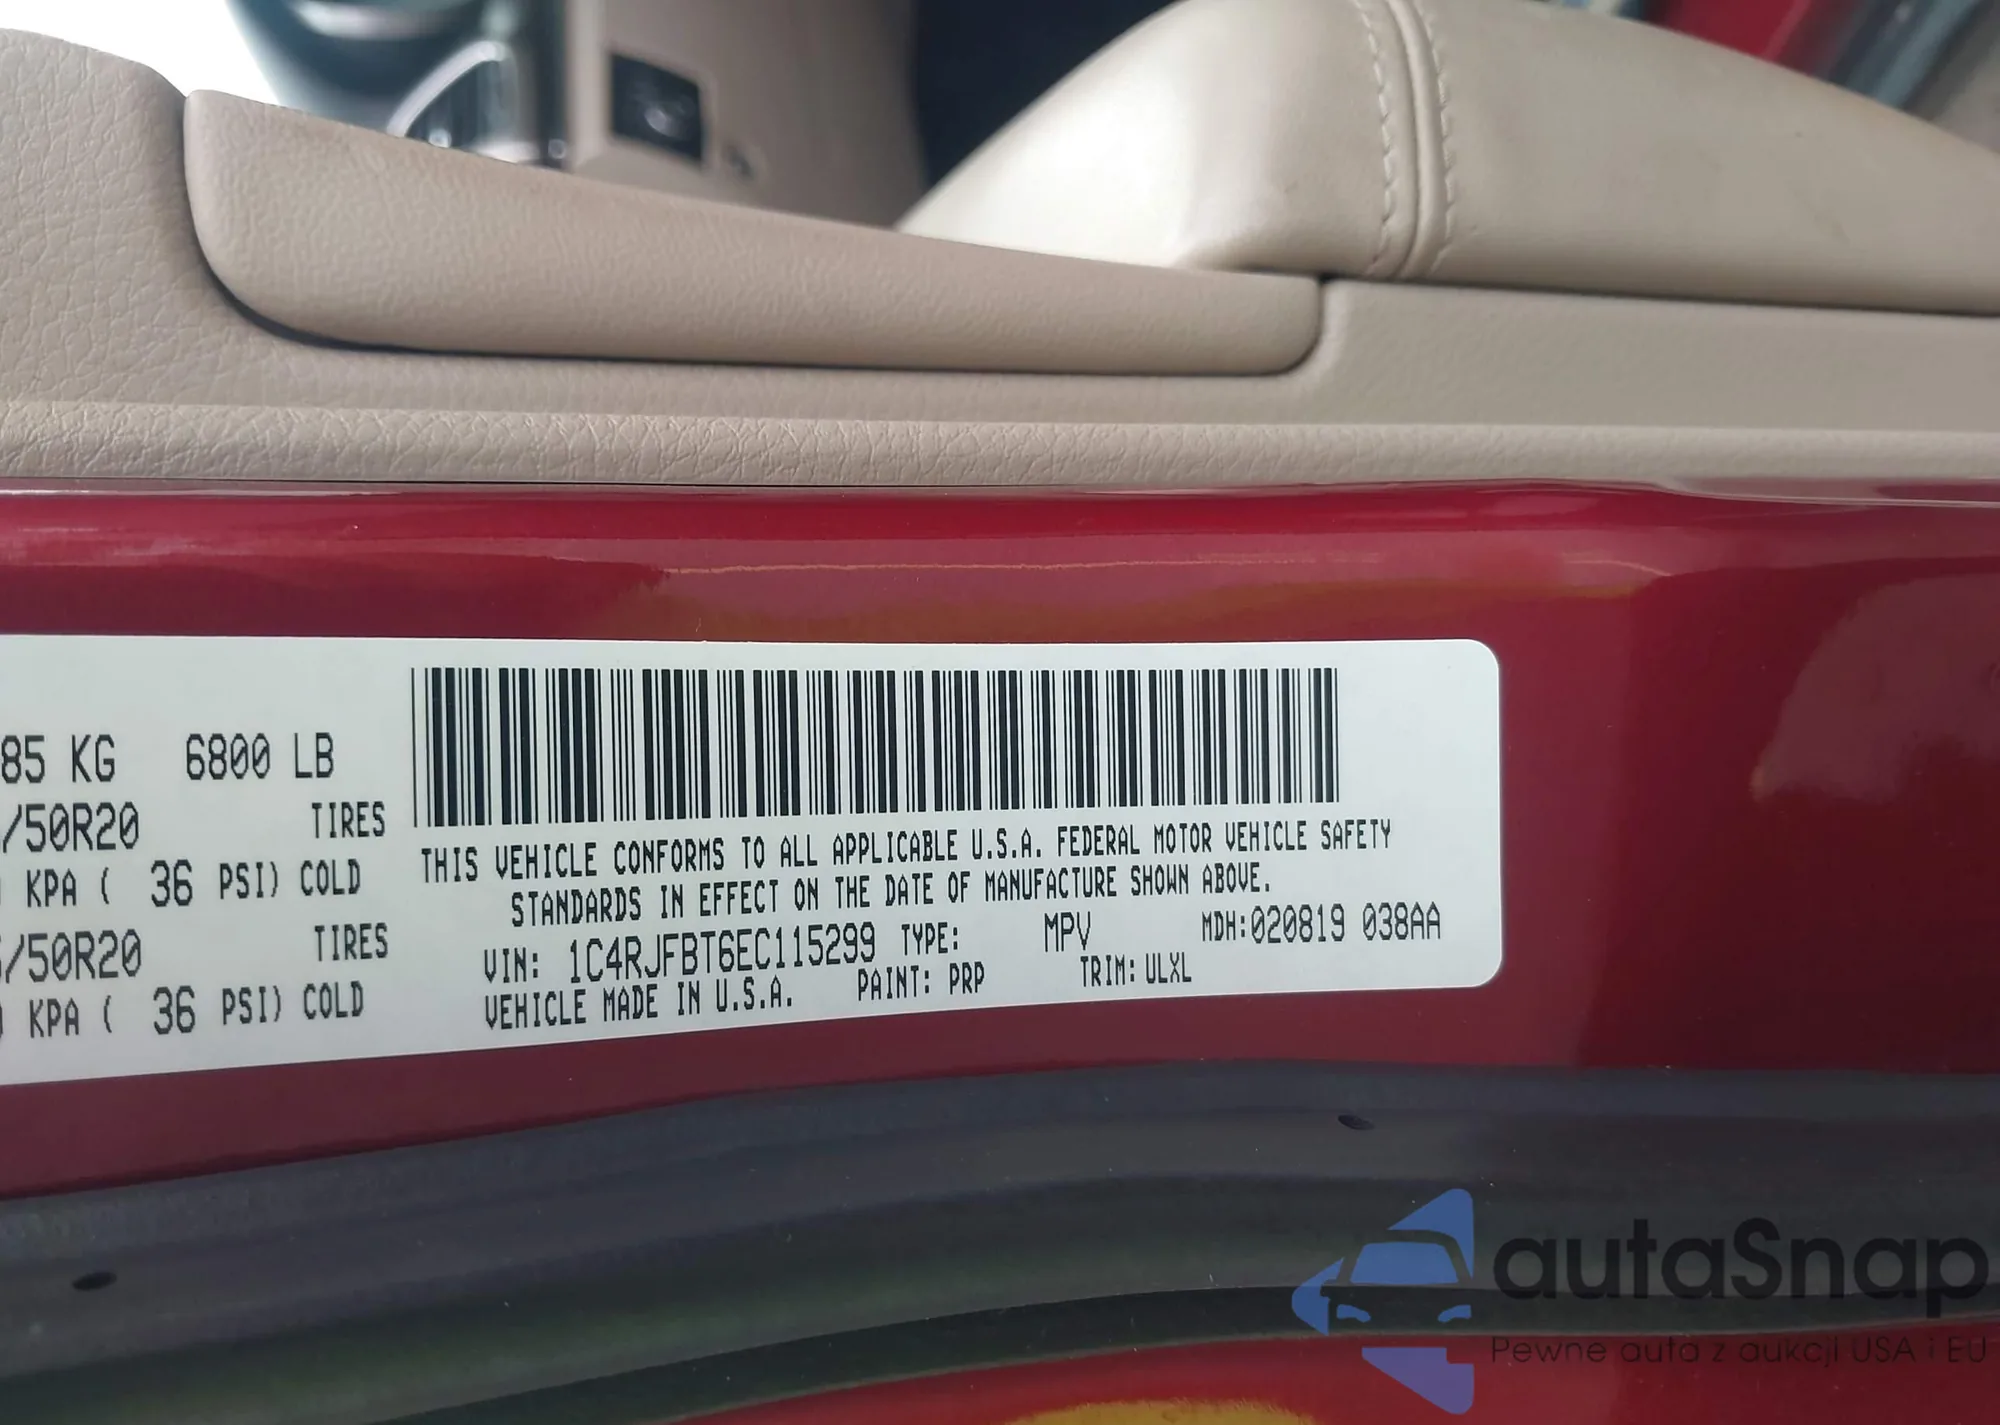 85 KG 6800 LB
/50R20 TIRES
KPA ( 36 PSI) COLD
/50R20 TIRES
KPA ( 36 PSI) COLD
THIS VEHICLE CONFORMS TO ALL APPLICABLE U.S.A. FEDERAL MOTOR VEHICLE SAFETY
STANDARDS IN EFFECT ON THE DATE OF MANUFACTURE SHOWN ABOVE.
VIN: 1C4RJFBT6EC115299 TYPE: MPV MDH:020819 038AA
VEHICLE MADE IN U.S.A. PAINT: PRP TRIM: ULXL
autaSnap
Pewne auta z aukcji USA i EU